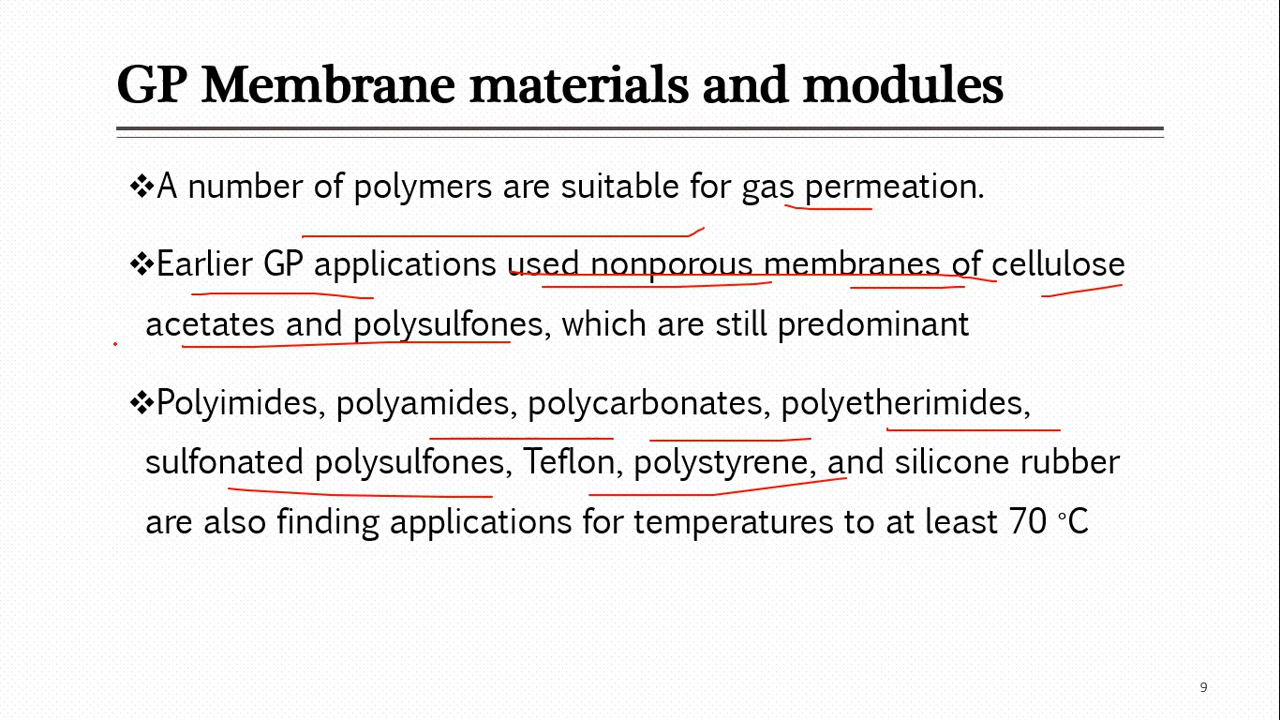 GP Membrane materials and modules
❖A number of polymers are suitable for gas permeation.
❖Earlier GP applications used nonporous membranes of cellulose
acetates and polysulfones, which are still predominant
❖Polyimides, polyamides, polycarbonates, polyetherimides,
sulfonated polysulfones, Teflon, polystyrene, and silicone rubber
are also finding applications for temperatures to at least 70 °C
9